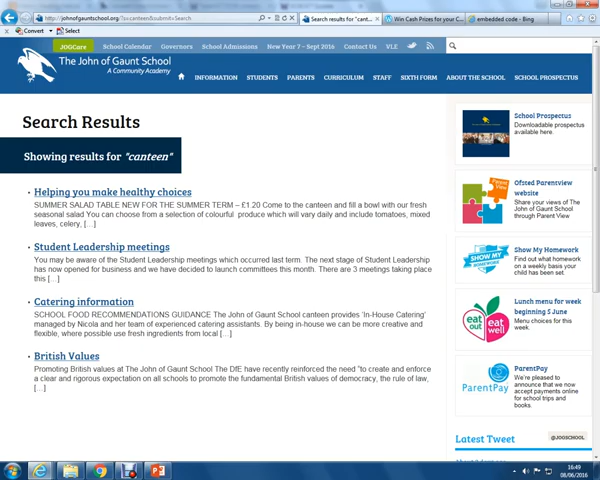 http://johnofgauntschool.org/?s=canteen&submit=Search
Search results for "cant...
Win Cash Prizes for your C...
embedded code - Bing
Convert
Select
JOGCare
School Calendar
Governors
School Admissions
New Year 7 - Sept 2016
Contact Us
VLE
The John of Gaunt School
A Community Academy
INFORMATION
STUDENTS
PARENTS
CURRICULUM
STAFF
SIXTH FORM
ABOUT THE SCHOOL
SCHOOL PROSPECTUS
Search Results
Showing results for "canteen"
Helping you make healthy choices
SUMMER SALAD TABLE NEW FOR THE SUMMER TERM – £1.20 Come to the canteen and fill a bowl with our fresh
seasonal salad You can choose from a selection of colourful produce which will vary daily and include tomatoes, mixed
leaves, celery, [...]
Student Leadership meetings
You may be aware of the Student Leadership meetings which occurred last term. The next stage of Student Leadership
has now opened for business and we have decided to launch committees this month. There are 3 meetings taking place
this [...]
Catering information
SCHOOL FOOD RECOMMENDATIONS GUIDANCE The John of Gaunt School canteen provides 'In-House Catering'
managed by Nicola and her team of experienced catering assistants. By being in-house we can be more creative and
flexible, where possible use fresh ingredients from local [...]
British Values
Promoting British values at The John of Gaunt School The DfE have recently reinforced the need "to create and enforce
a clear and rigorous expectation on all schools to promote the fundamental British values of democracy, the rule of law,
[...]
School Prospectus
Downloadable prospectus
available here.
Ofsted Parentview
website
Share your views of The
John of Gaunt School
through Parent View
Parent View
Show My Homework
Find out what homework
on a weekly basis your
child has been set.
SHOW MY
HOMEWORK
Lunch menu for week
beginning 5 June
Menu choices for this
week.
eat out
eat well
ParentPay
We're pleased to
announce that we now
accept payments online
for school trips and
books.
ParentPay
Latest Tweet
@JOGSCHOOL
16:49
08/06/2016